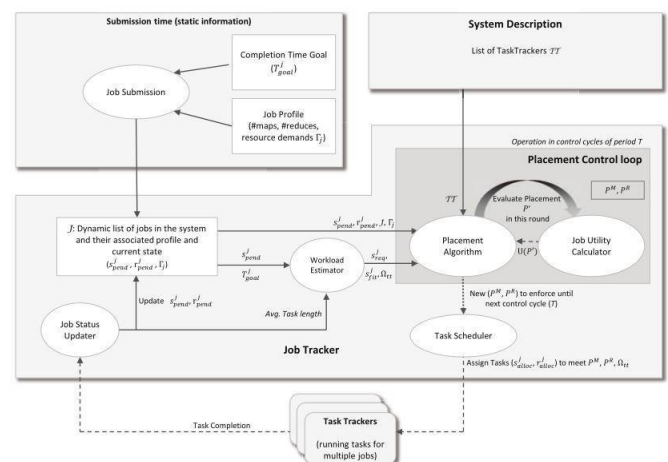 Submission time (static information)
Completion Time Goal
(T^j_goal)
Job Submission
Job Profile
(#maps, #reduces,
resource demands Γ_j)
System Description
List of TaskTrackers 𝒯𝒯
Operation in control cycles of period T
Placement Control loop
𝒯𝒯
Evaluate Placement
P'
in this round
P^M, P^R
J: Dynamic list of jobs in the system
and their associated profile and
current state
(s^j_pend, r^j_pend, Γ_j)
s^j_pend, r^j_pend, J, Γ_j
s^j_pend
T^j_goal
Workload
Estimator
s^j_req,
s^j_fit, Ω_tt
Placement
Algorithm
U(P')
Job Utility
Calculator
Update s^j_pend, r^j_pend
Avg. Task length
New (P^M, P^R) to enforce until
next control cycle (T)
Job Status
Updater
Job Tracker
Task Scheduler
Assign Tasks (s^j_alloc, r^j_alloc) to meet P^M, P^R, Ω_tt
Task Completion
Task Trackers
(running tasks for
multiple jobs)